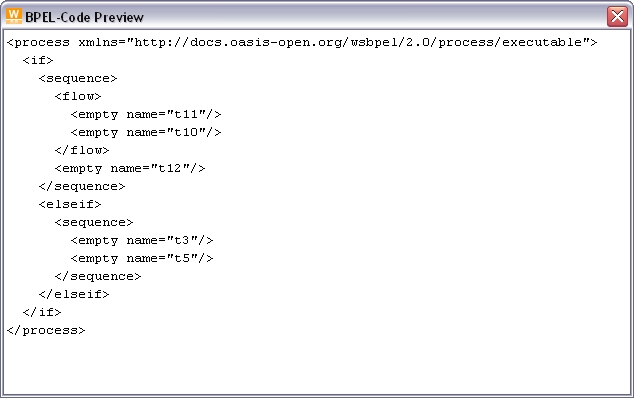 BPEL-Code Preview
<process xmlns="http://docs.oasis-open.org/wsbpel/2.0/process/executable">
  <if>
    <sequence>
      <flow>
        <empty name="t11"/>
        <empty name="t10"/>
      </flow>
      <empty name="t12"/>
    </sequence>
    <elseif>
      <sequence>
        <empty name="t3"/>
        <empty name="t5"/>
      </sequence>
    </elseif>
  </if>
</process>